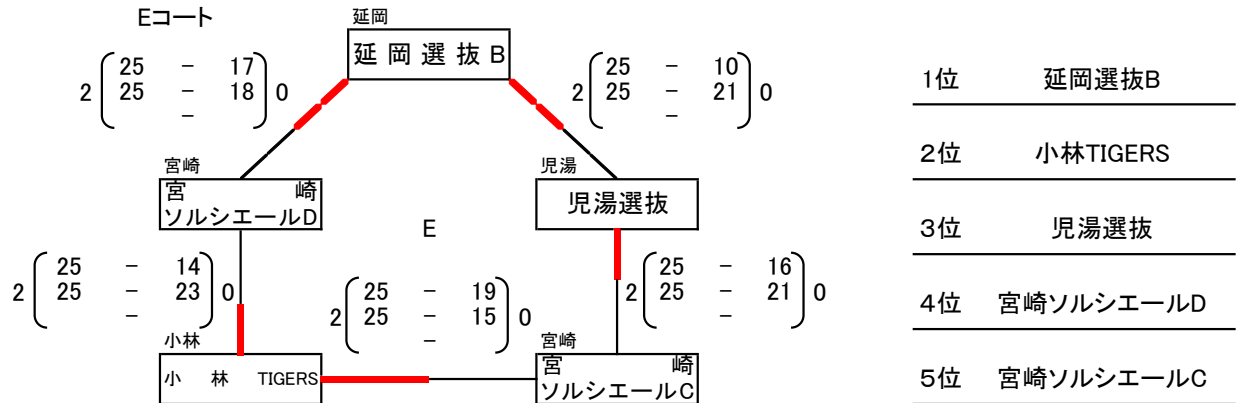 Eコート
延岡
延 岡 選 抜 B
25 － 17
2 25 － 18 0
－
25 － 10
2 25 － 21 0
－
宮崎
宮 崎
ソルシエールD
児湯
児湯選抜
E
25 － 14
2 25 － 23 0
－
25 － 19
2 25 － 15 0
－
25 － 16
2 25 － 21 0
－
小林
小 林 TIGERS
宮崎
宮 崎
ソルシエールC
1位 延岡選抜B
2位 小林TIGERS
3位 児湯選抜
4位 宮崎ソルシエールD
5位 宮崎ソルシエールC